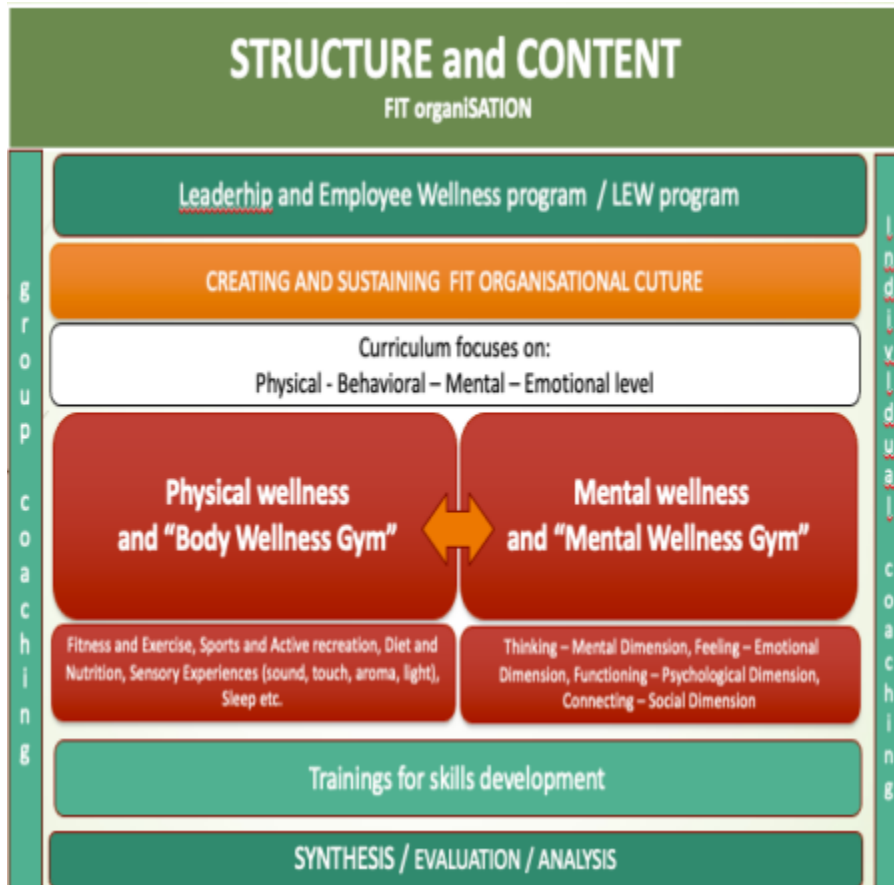 STRUCTURE and CONTENT
FIT organiSATION
Leaderhip and Employee Wellness program / LEW program
CREATING AND SUSTAINING FIT ORGANISATIONAL CUTURE
Curriculum focuses on:
Physical - Behavioral – Mental – Emotional level
group coaching
Physical wellness
and “Body Wellness Gym”
Mental wellness
and “Mental Wellness Gym”
Fitness and Exercise, Sports and Active recreation, Diet and
Nutrition, Sensory Experiences (sound, touch, aroma, light),
Sleep etc.
Thinking – Mental Dimension, Feeling – Emotional
Dimension, Functioning – Psychological Dimension,
Connecting – Social Dimension
IndivIdual coaching
Trainings for skills development
SYNTHESIS / EVALUATION / ANALYSIS